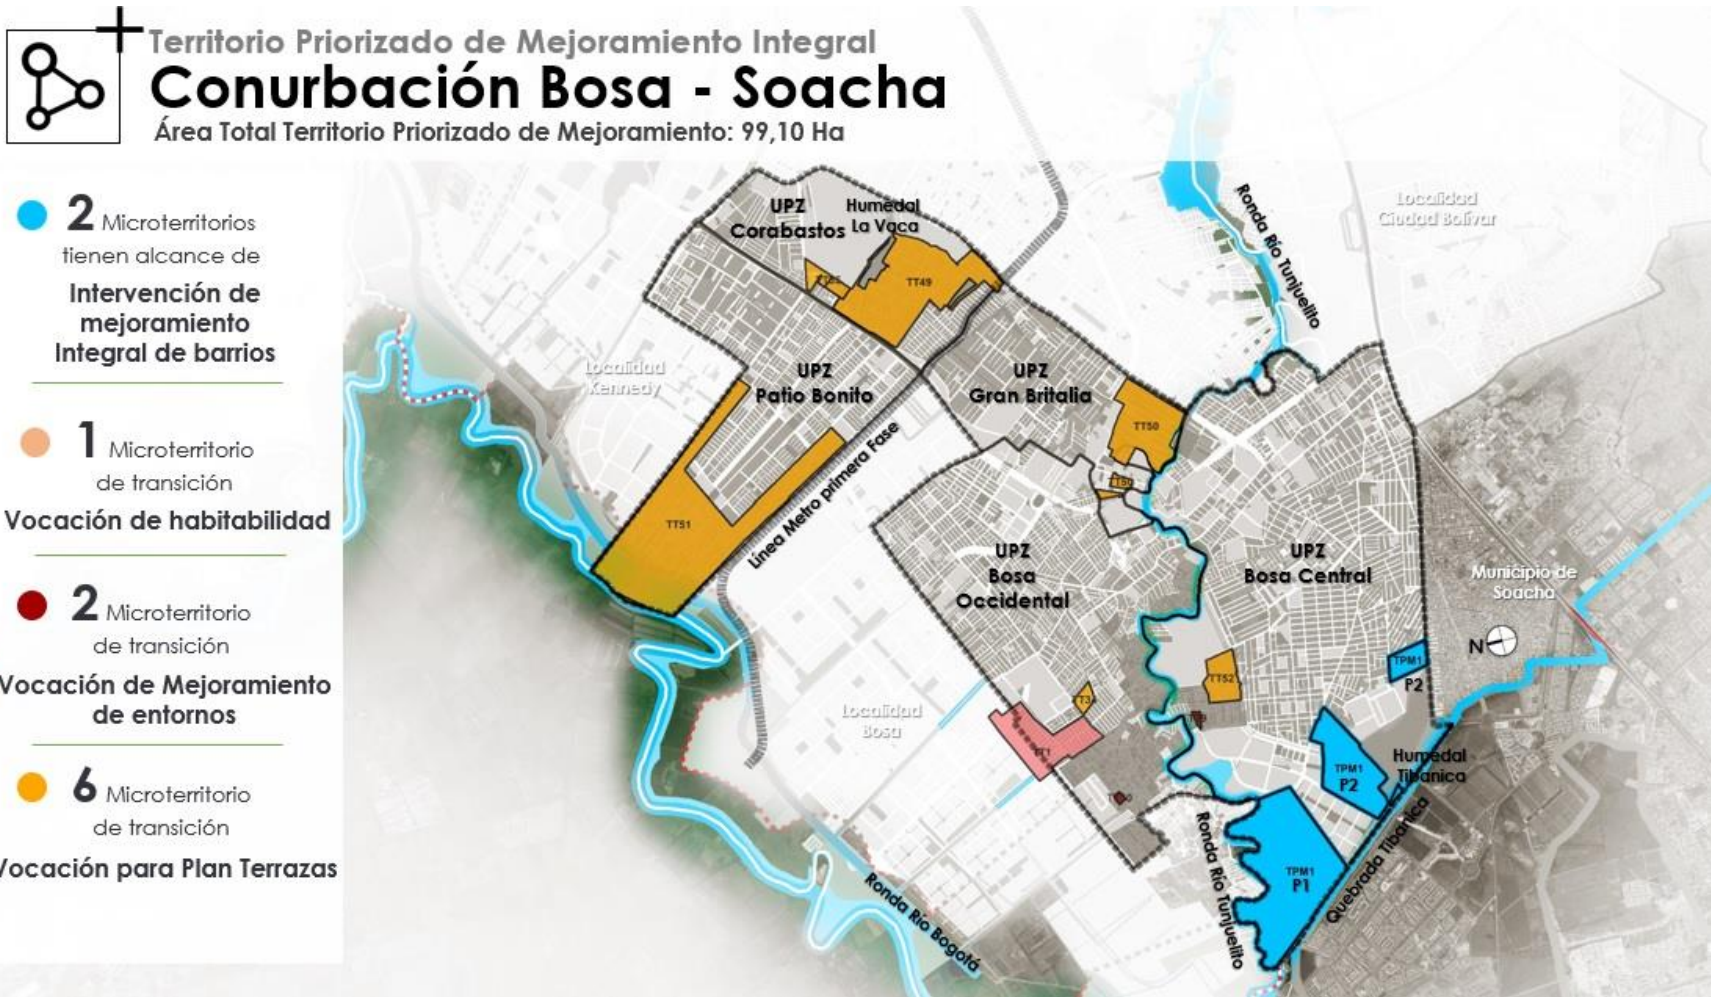 Territorio Priorizado de Mejoramiento Integral
Conurbación Bosa - Soacha
Área Total Territorio Priorizado de Mejoramiento: 99,10 Ha
2 Microterritorios
tienen alcance de
Intervención de
mejoramiento
Integral de barrios
1 Microterritorio
de transición
Vocación de habitabilidad
2 Microterritorio
de transición
Vocación de Mejoramiento
de entornos
6 Microterritorio
de transición
Vocación para Plan Terrazas
UPZ
Corabastos
Humedal
La Vaca
TT49
Localidad
Kennedy
UPZ
Patio Bonito
UPZ
Gran Britalia
TT50
TT51
Línea Metro primera Fase
Ronda Río Tunjuelito
Localidad
Ciudad Bolívar
UPZ
Bosa
Occidental
UPZ
Bosa Central
Municipio de
Soacha
N
TPM1
P2
TT52
Localidad
Bosa
TPM1
P2
Humedal
Tibanica
TPM1
P1
Quebrada Tibanica
Ronda Río Tunjuelito
Ronda Río Bogotá